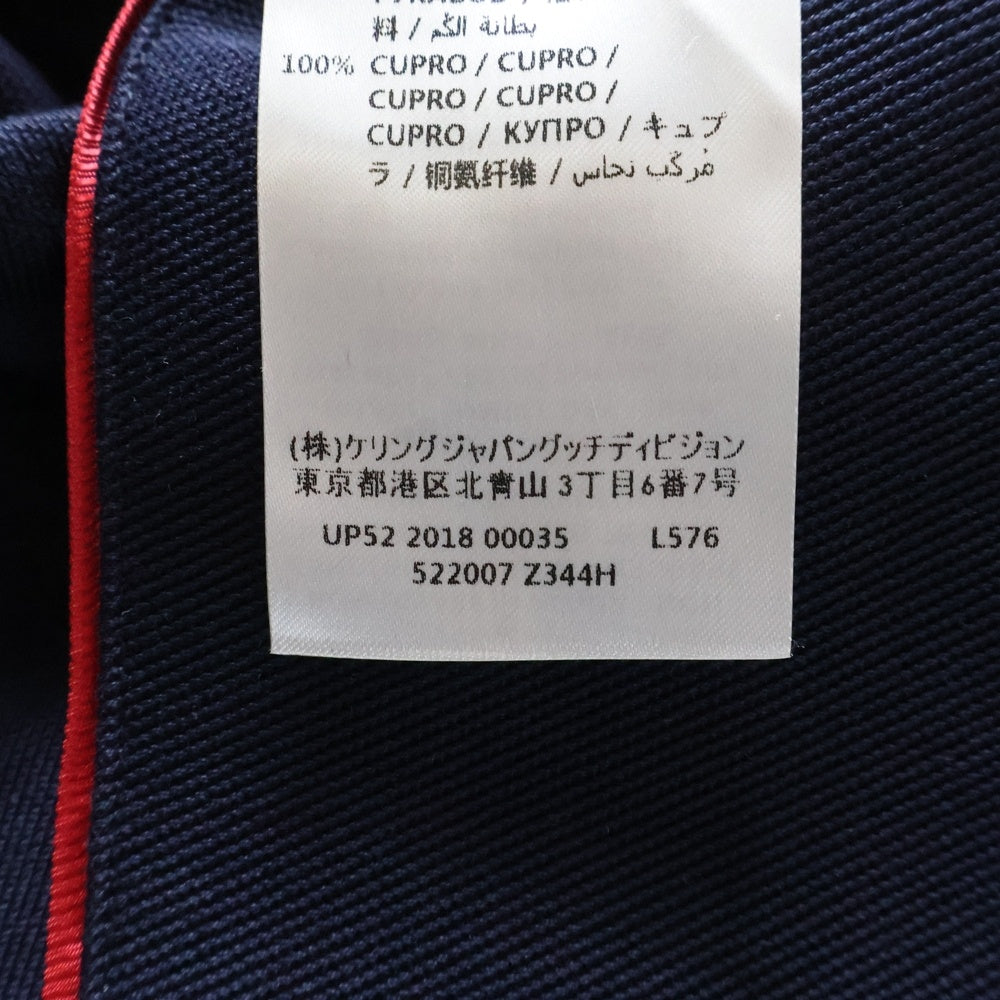 料 / بطانة الكم
100% CUPRO / CUPRO /
CUPRO / CUPRO /
CUPRO / КУПРО / キュプ
ラ / 铜氨纤维 / مركب نحاس
(株)ケリングジャパングッチディビジョン
東京都港区北青山3丁目6番7号
UP52 2018 00035 L576
522007 Z344H